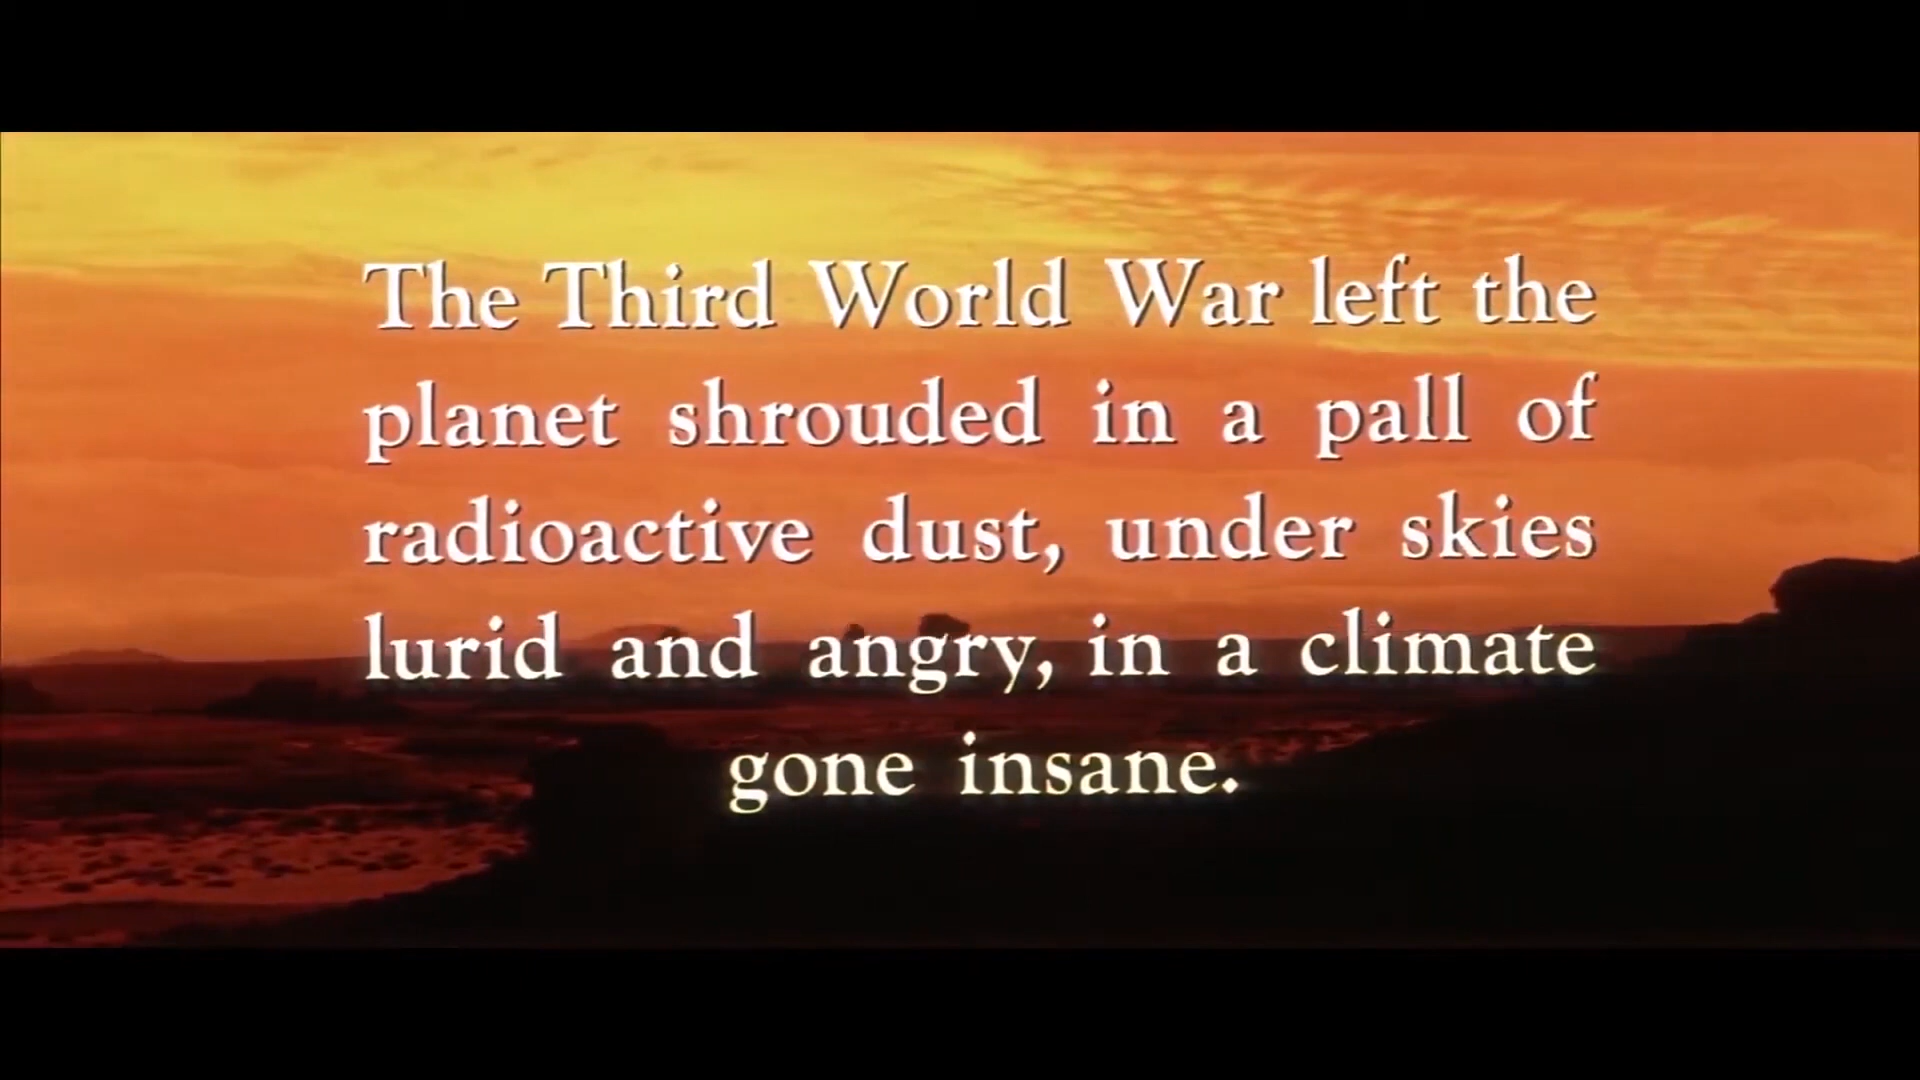 The Third World War left the
planet shrouded in a pall of
radioactive dust, under skies
lurid and angry, in a climate
gone insane.